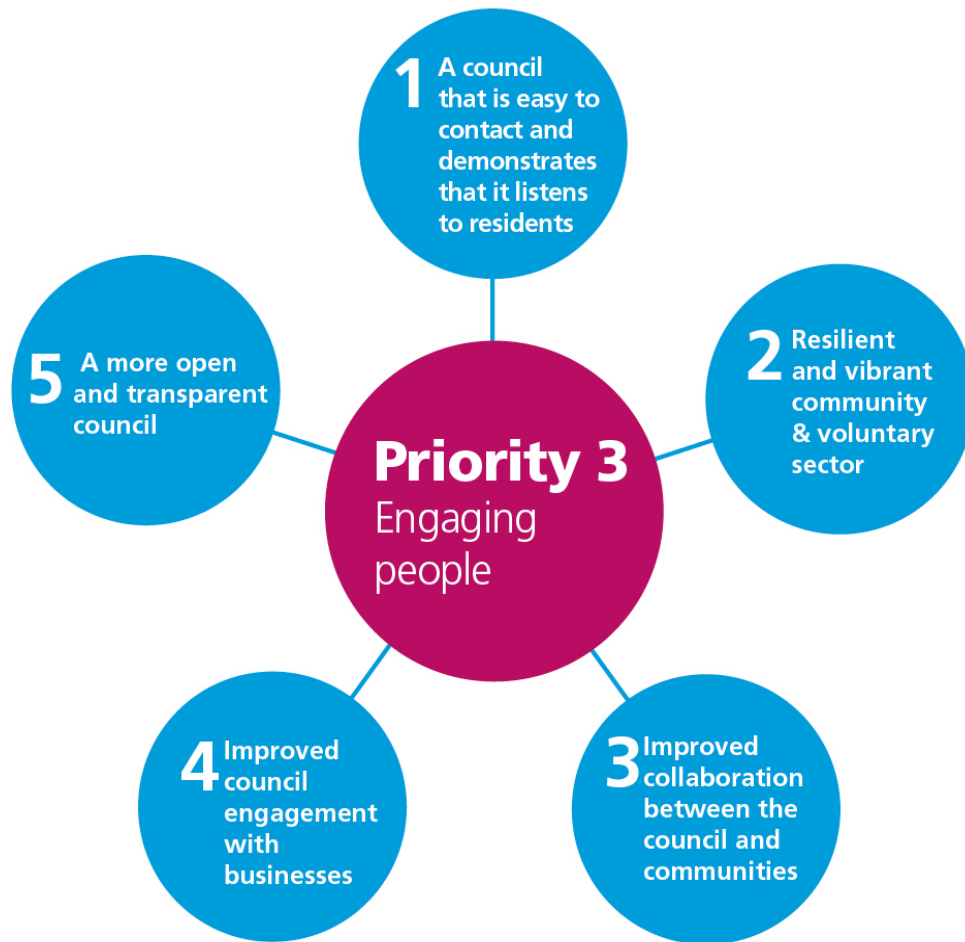 1 A council
that is easy to
contact and
demonstrates
that it listens
to residents
2 Resilient
and vibrant
community
& voluntary
sector
3 Improved
collaboration
between the
council and
communities
4 Improved
council
engagement
with
businesses
5 A more open
and transparent
council
Priority 3
Engaging
people